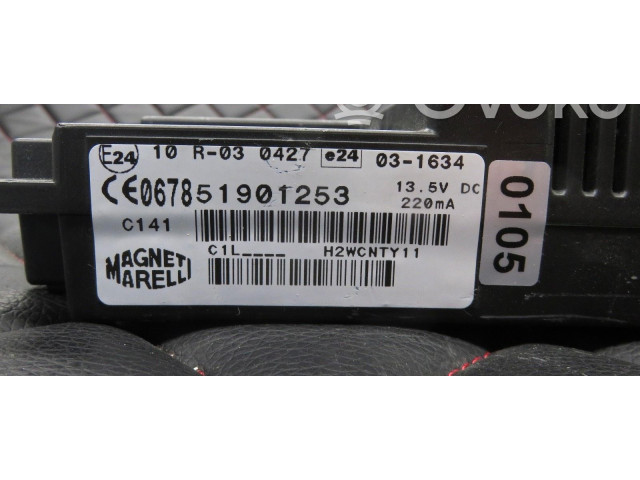 Ovoko
E24 10 R-03 0427 e24 03-1634
CE0678 51901253 13.5V DC
220mA
C141
C1L____ H2WCNTY11
MAGNETI
MARELLI
0105